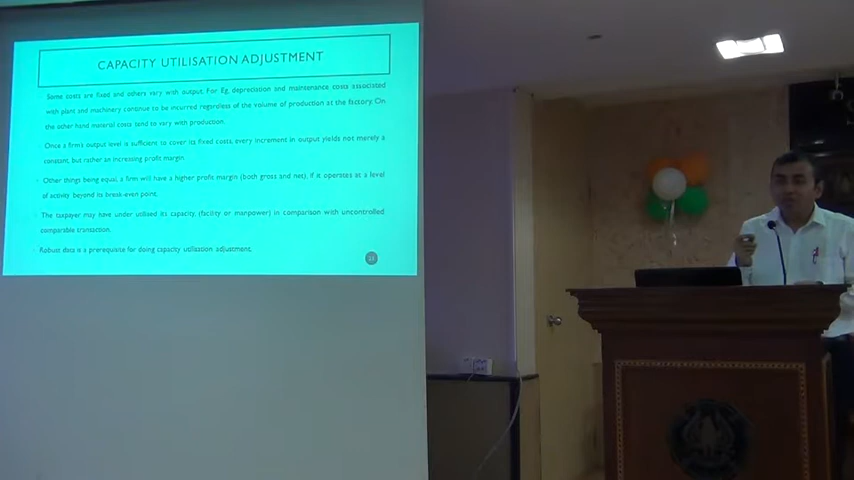 CAPACITY UTILISATION ADJUSTMENT
Some costs are fixed and others vary with output. For Eg. depreciation and maintenance costs associated
with plant and machinery continue to be incurred regardless of the volume of production at the factory. On
the other hand material costs tend to vary with production.
Once a firm's output level is sufficient to cover its fixed costs, every increment in output yields not merely a
constant, but rather an increasing profit margin.
Other things being equal, a firm will have a higher profit margin (both gross and net), if it operates at a level
of activity beyond its break-even point.
The taxpayer may have under utilised its capacity (facility or manpower) in comparison with uncontrolled
comparable transaction.
Robust data is a prerequisite for doing capacity utilisation adjustment.